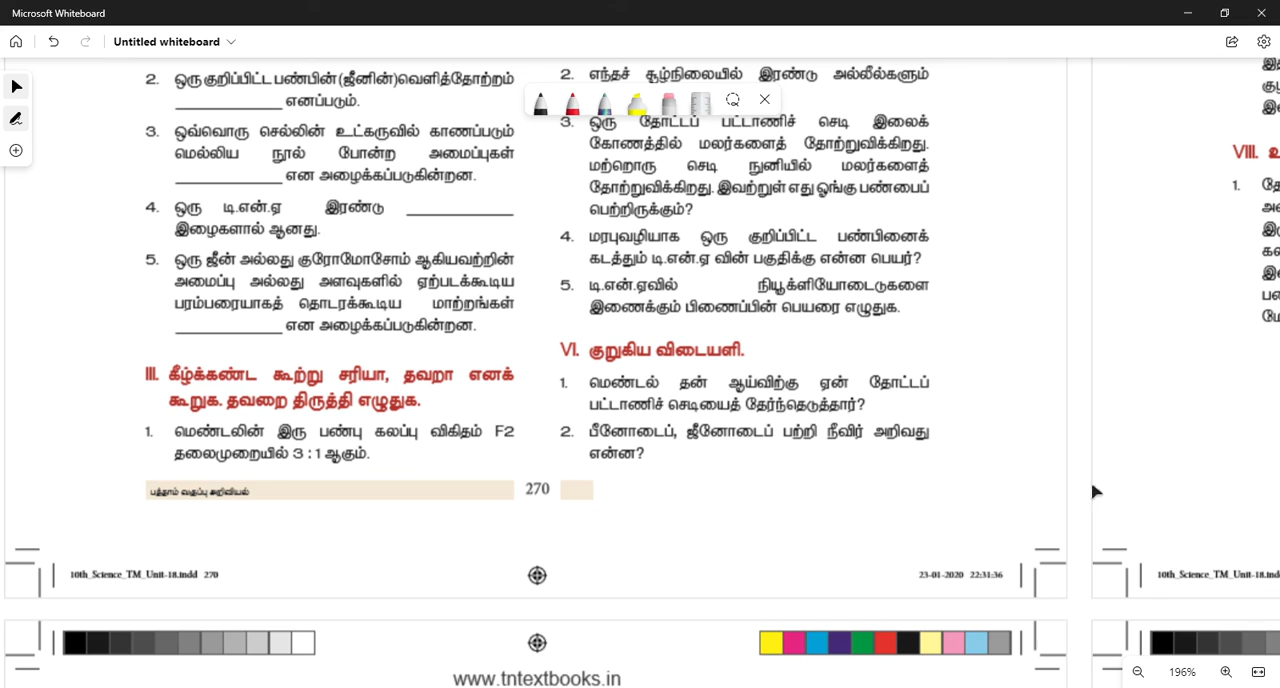 Microsoft Whiteboard
Untitled whiteboard
2. ஒரு குறிப்பிட்ட பண்பின் (ஜீனின்) வெளித்தோற்றம்
____________ எனப்படும்.
3. ஒவ்வொரு செல்லின் உட்கருவில் காணப்படும்
மெல்லிய நூல் போன்ற அமைப்புகள்
____________ என அழைக்கப்படுகின்றன.
4. ஒரு டி.என்.ஏ இரண்டு ____________
இழைகளால் ஆனது.
5. ஒரு ஜீன் அல்லது குரோமோசோம் ஆகியவற்றின்
அமைப்பு அல்லது அளவுகளில் ஏற்படக்கூடிய
பரம்பரையாகத் தொடரக்கூடிய மாற்றங்கள்
____________ என அழைக்கப்படுகின்றன.
III. கீழ்க்கண்ட கூற்று சரியா, தவறா எனக்
கூறுக. தவறை திருத்தி எழுதுக.
1. மெண்டலின் இரு பண்பு கலப்பு விகிதம் F2
தலைமுறையில் 3 : 1 ஆகும்.
பத்தாம் வகுப்பு அறிவியல்
270
2. எந்தச் சூழ்நிலையில் இரண்டு அல்லீல்களும்
3. ஒரு தோட்டப் பட்டாணிச் செடி இலைக்
கோணத்தில் மலர்களைத் தோற்றுவிக்கிறது.
மற்றொரு செடி நுனியில் மலர்களைத்
தோற்றுவிக்கிறது. இவற்றுள் எது ஓங்கு பண்பைப்
பெற்றிருக்கும்?
4. மரபுவழியாக ஒரு குறிப்பிட்ட பண்பினைக்
கடத்தும் டி.என்.ஏ வின் பகுதிக்கு என்ன பெயர்?
5. டி.என்.ஏவில் நியூக்ளியோடைடுகளை
இணைக்கும் பிணைப்பின் பெயரை எழுதுக.
VI. குறுகிய விடையளி.
1. மெண்டல் தன் ஆய்விற்கு ஏன் தோட்டப்
பட்டாணிச் செடியைத் தேர்ந்தெடுத்தார்?
2. பீனோடைப், ஜீனோடைப் பற்றி நீவிர் அறிவது
என்ன?
VIII.
1.
10th_Science_TM_Unit-18.indd 270
23-01-2020 22:31:36
10th_Science_TM_Unit-18.ind
www.tntextbooks.in
196%